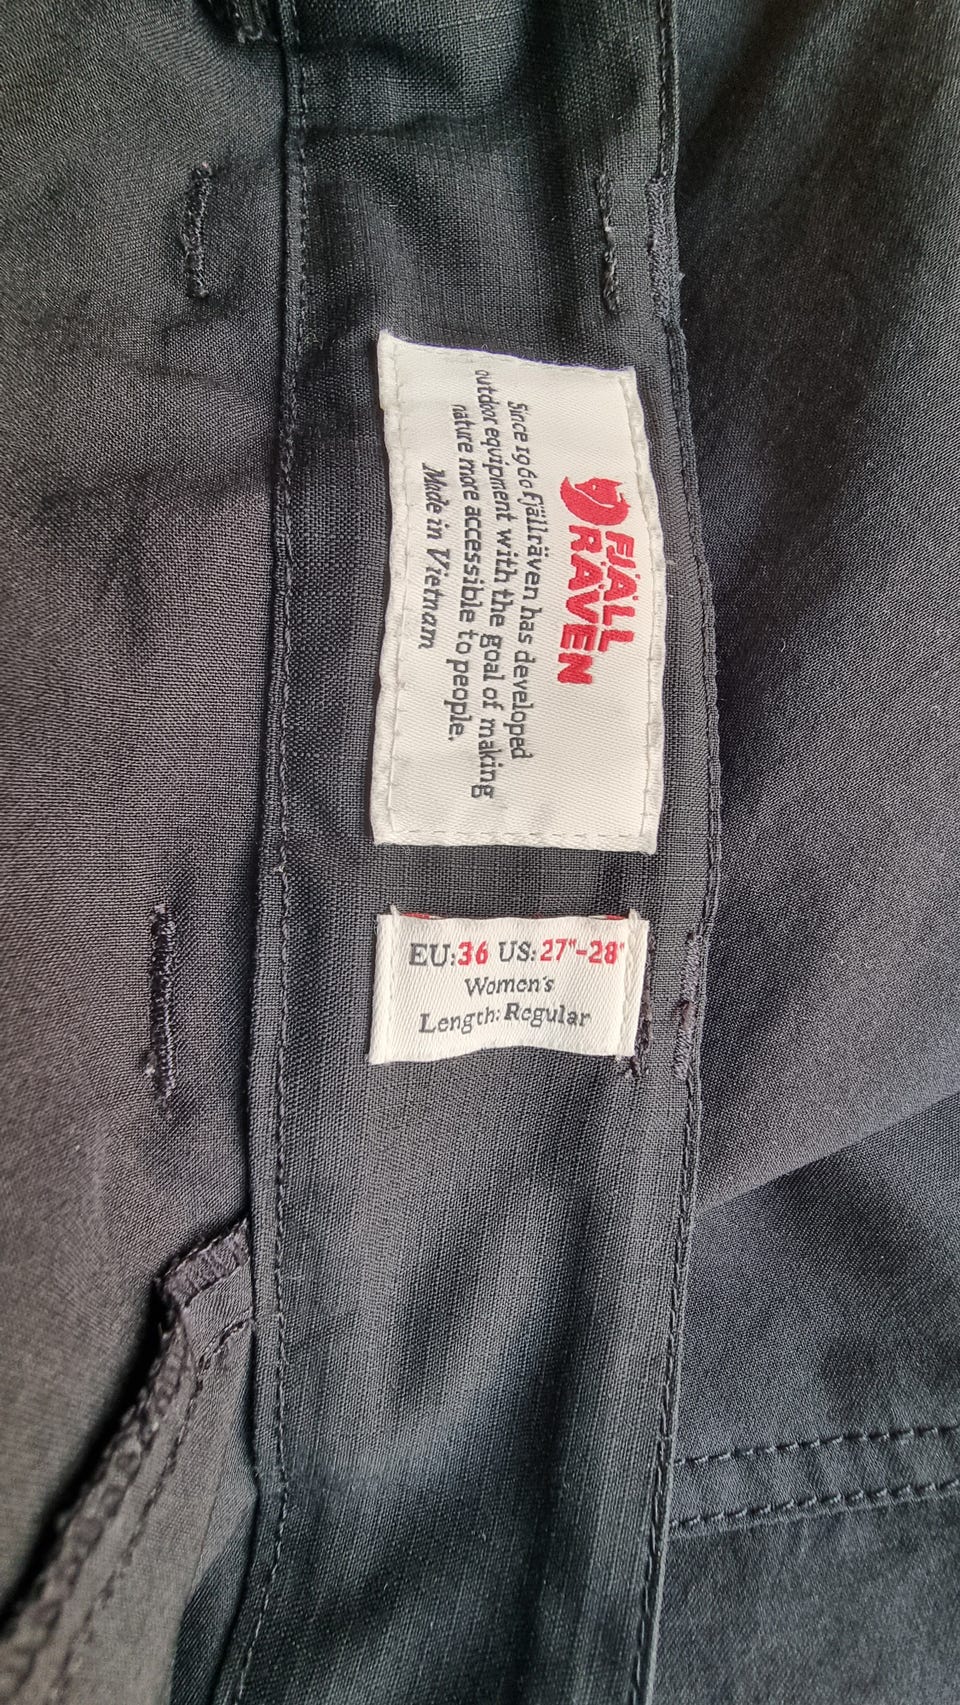 FJÄLL
RÄVEN
Since 1960 Fjällräven has developed
outdoor equipment with the goal of making
nature more accessible to people.
Made in Vietnam
EU:36 US:27"-28"
Women's
Length: Regular